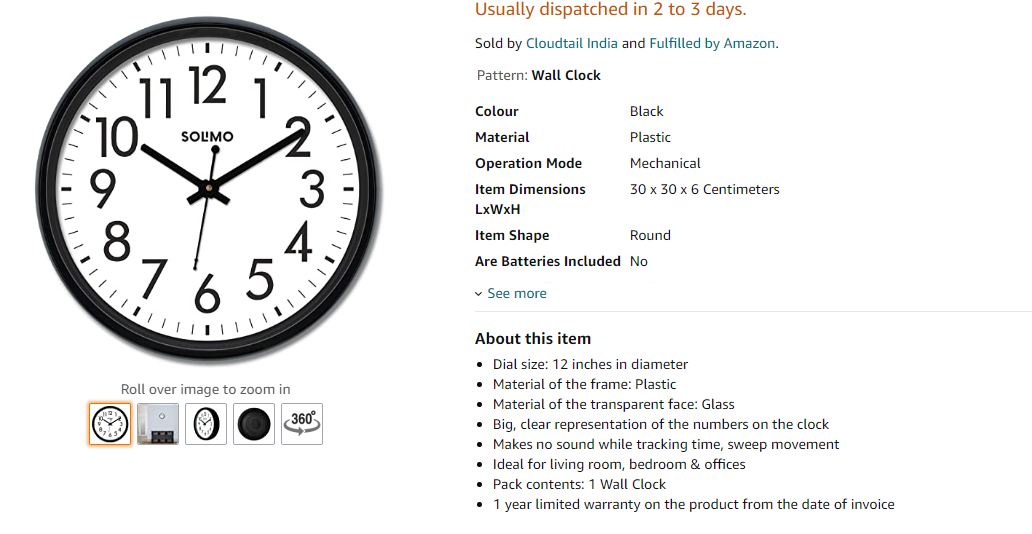 Usually dispatched in 2 to 3 days.
Sold by Cloudtail India and Fulfilled by Amazon.
Pattern: Wall Clock
Colour Black
Material Plastic
Operation Mode Mechanical
Item Dimensions 30 x 30 x 6 Centimeters
LxWxH
Item Shape Round
Are Batteries Included No
See more
About this item
Dial size: 12 inches in diameter
Material of the frame: Plastic
Material of the transparent face: Glass
Big, clear representation of the numbers on the clock
Makes no sound while tracking time, sweep movement
Ideal for living room, bedroom & offices
Pack contents: 1 Wall Clock
1 year limited warranty on the product from the date of invoice
12
11 1
10 2
SOLIMO
9 3
8 4
7 5
6
Roll over image to zoom in
360°